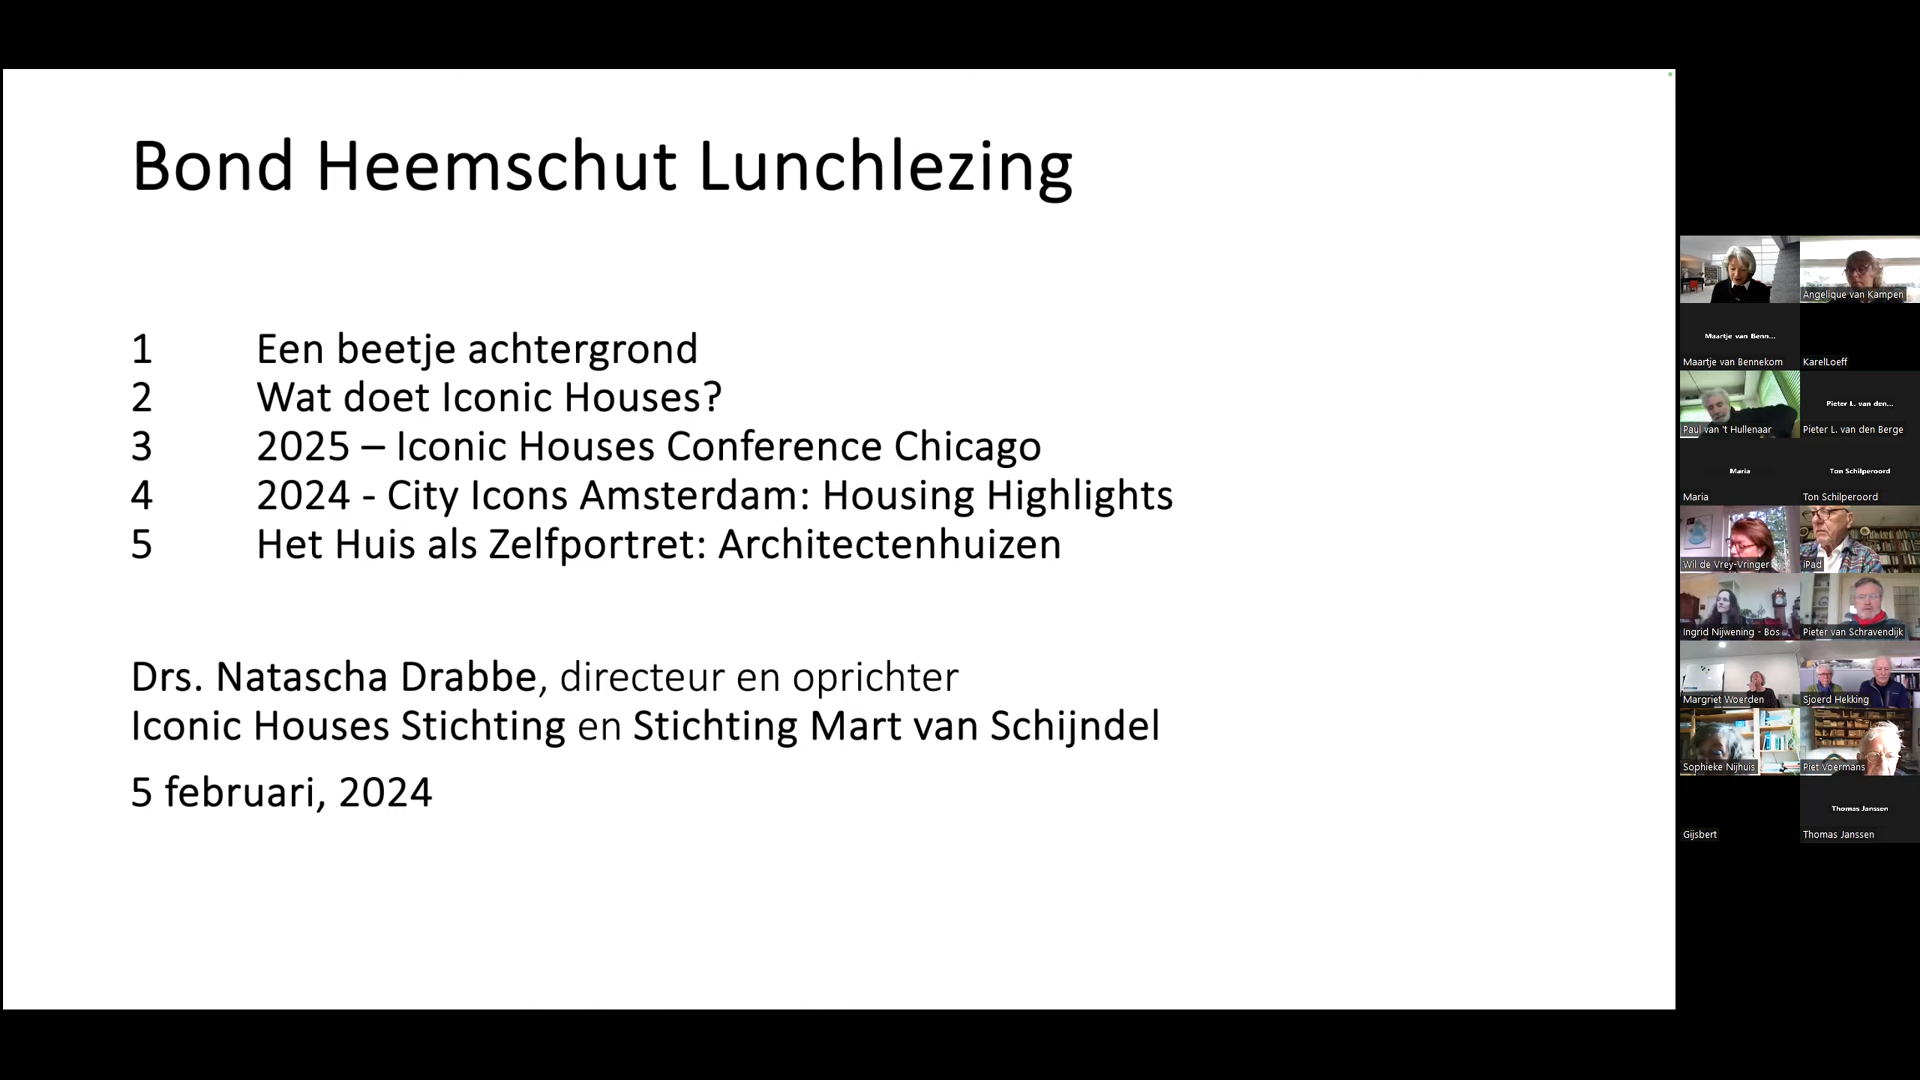 Bond Heemschut Lunchlezing
1 Een beetje achtergrond
2 Wat doet Iconic Houses?
3 2025 – Iconic Houses Conference Chicago
4 2024 - City Icons Amsterdam: Housing Highlights
5 Het Huis als Zelfportret: Architectenhuizen
Drs. Natascha Drabbe, directeur en oprichter
Iconic Houses Stichting en Stichting Mart van Schijndel
5 februari, 2024
Angelique van Kampen
Maartje van Benn...
Maartje van Bennekom
KarelLoeff
Paul van 't Hullenaar
Pieter L. van den...
Pieter L. van den Berge
Maria
Maria
Ton Schilperoord
Ton Schilperoord
Wil de Vrey-Vringer
iPad
Ingrid Nijwening - Bos
Pieter van Schravendijk
Margriet Woerden
Sjoerd Hekking
Sophieke Nijhuis
Piet Voermans
Gijsbert
Thomas Janssen
Thomas Janssen